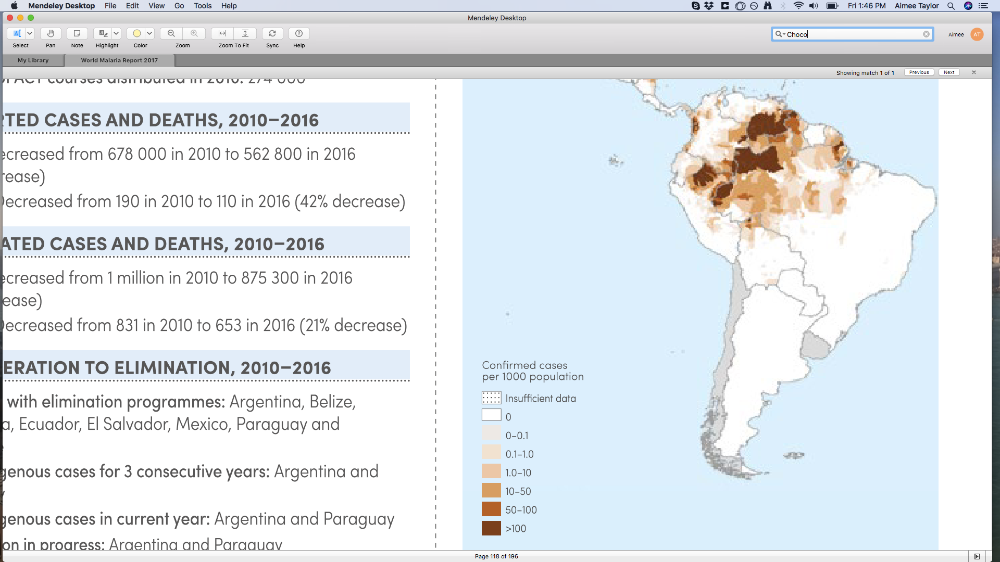 Mendeley Desktop File Edit View Go Tools Help
Fri 1:46 PM Aimee Taylor
Mendeley Desktop
Choco
Aimee AT
Select Pan Note Highlight Color Zoom Zoom To Fit Sync Help
My Library World Malaria Report 2017
Showing match 1 of 1 Previous Next
ACT courses distributed in 2016: 274 000
RTED CASES AND DEATHS, 2010–2016
ecreased from 678 000 in 2010 to 562 800 in 2016
rease)
Decreased from 190 in 2010 to 110 in 2016 (42% decrease)
ATED CASES AND DEATHS, 2010–2016
ecreased from 1 million in 2010 to 875 300 in 2016
ease)
Decreased from 831 in 2010 to 653 in 2016 (21% decrease)
ERATION TO ELIMINATION, 2010–2016
with elimination programmes: Argentina, Belize,
a, Ecuador, El Salvador, Mexico, Paraguay and
genous cases for 3 consecutive years: Argentina and
y
genous cases in current year: Argentina and Paraguay
on in progress: Argentina and Paraguay
Confirmed cases
per 1000 population
Insufficient data
0
0–0.1
0.1–1.0
1.0–10
10–50
50–100
>100
Page 118 of 196